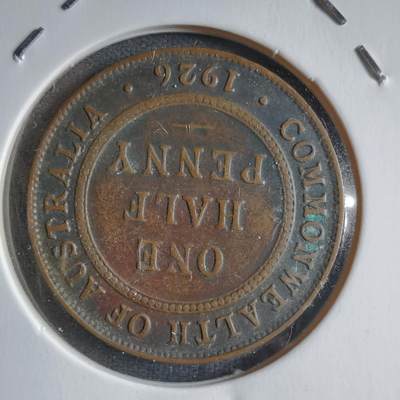 COMMONWEALTH OF AUSTRALIA
· 1926 ·
ONE
HALF
PENNY